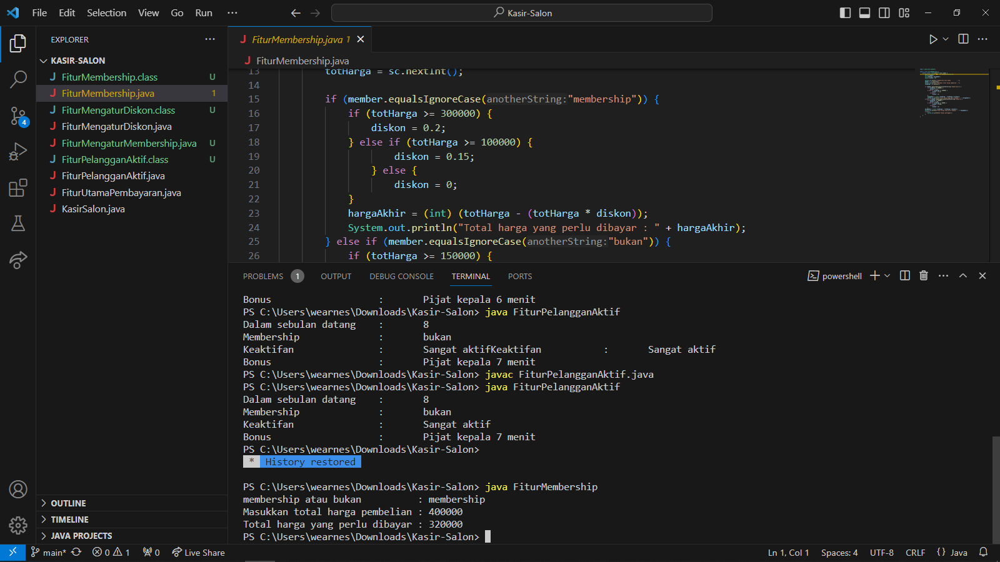 File Edit Selection View Go Run ···
Kasir-Salon
EXPLORER
KASIR-SALON
J FiturMembership.class U
J FiturMembership.java 1
J FiturMengaturDiskon.class U
J FiturMengaturDiskon.java
J FiturMengaturMembership.java U
J FiturPelangganAktif.class U
J FiturPelangganAktif.java
J FiturUtamaPembayaran.java
J KasirSalon.java
4
OUTLINE
TIMELINE
JAVA PROJECTS
J FiturMembership.java 1
J FiturMembership.java
13 totHarga = sc.nextInt();
14
15 if (member.equalsIgnoreCase(anotherString:"membership")) {
16 if (totHarga >= 300000) {
17 diskon = 0.2;
18 } else if (totHarga >= 100000) {
19 diskon = 0.15;
20 } else {
21 diskon = 0;
22 }
23 hargaAkhir = (int) (totHarga - (totHarga * diskon));
24 System.out.println("Total harga yang perlu dibayar : " + hargaAkhir);
25 } else if (member.equalsIgnoreCase(anotherString:"bukan")) {
26 if (totHarga >= 150000) {
PROBLEMS 1 OUTPUT DEBUG CONSOLE TERMINAL PORTS
powershell
Bonus : Pijat kepala 6 menit
PS C:\Users\wearnes\Downloads\Kasir-Salon> java FiturPelangganAktif
Dalam sebulan datang : 8
Membership : bukan
Keaktifan : Sangat aktifKeaktifan : Sangat aktif
Bonus : Pijat kepala 7 menit
PS C:\Users\wearnes\Downloads\Kasir-Salon> javac FiturPelangganAktif.java
PS C:\Users\wearnes\Downloads\Kasir-Salon> java FiturPelangganAktif
Dalam sebulan datang : 8
Membership : bukan
Keaktifan : Sangat aktif
Bonus : Pijat kepala 7 menit
PS C:\Users\wearnes\Downloads\Kasir-Salon>
* History restored
PS C:\Users\wearnes\Downloads\Kasir-Salon> java FiturMembership
membership atau bukan : membership
Masukkan total harga pembelian : 400000
Total harga yang perlu dibayar : 320000
PS C:\Users\wearnes\Downloads\Kasir-Salon>
main* 0 1 0 Live Share
Ln 1, Col 1 Spaces: 4 UTF-8 CRLF {} Java